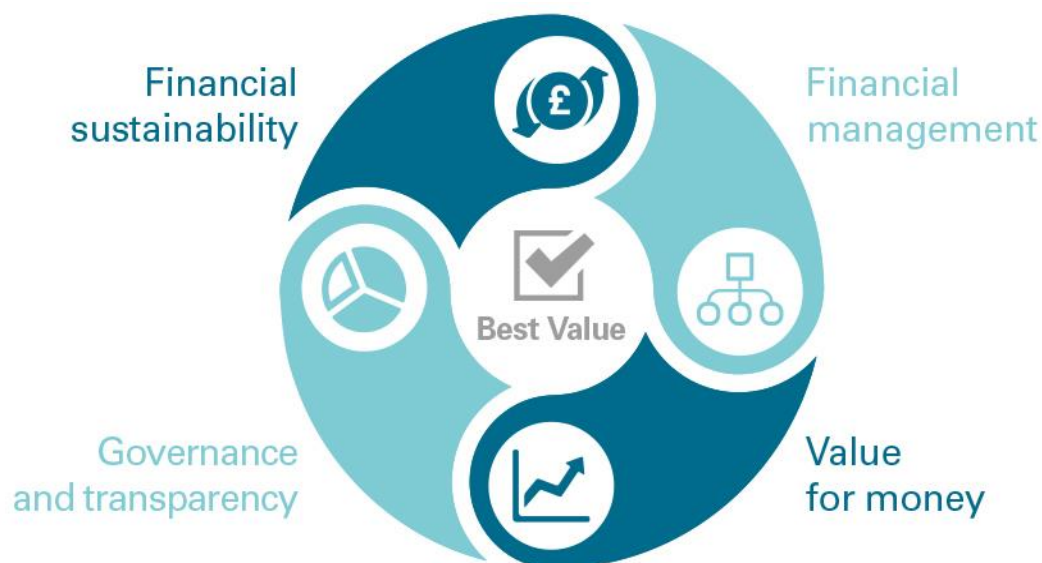 Financial
sustainability
Financial
management
£
Best Value
Governance
and transparency
Value
for money